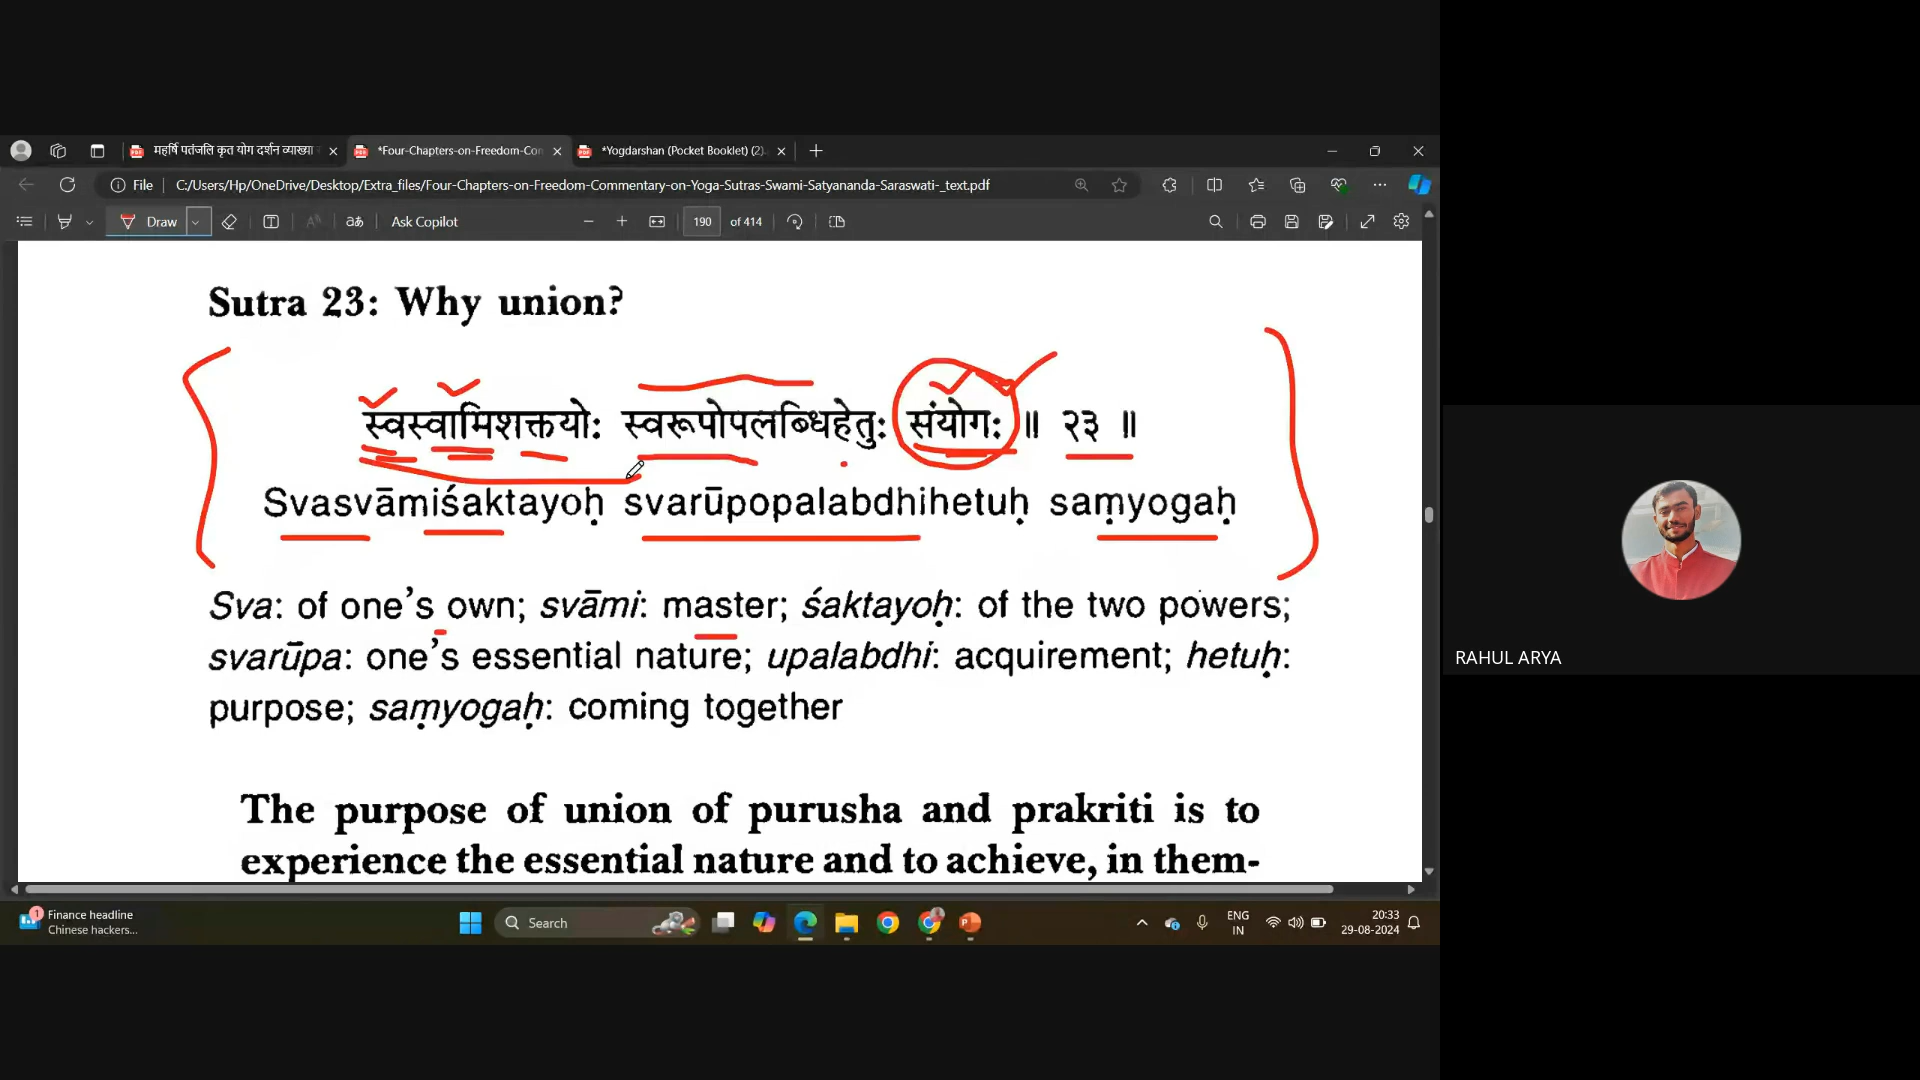 महर्षि पतंजलि कृत योग दर्शन व्याख्या
*Four-Chapters-on-Freedom-Con
*Yogdarshan (Pocket Booklet) (2).
File
C:/Users/Hp/OneDrive/Desktop/Extra_files/Four-Chapters-on-Freedom-Commentary-on-Yoga-Sutras-Swami-Satyananda-Saraswati-_text.pdf
Draw
aあ
Ask Copilot
190 of 414
Sutra 23: Why union?
स्वस्वामिशक्तयोः स्वरूपोपलब्धिहेतुः संयोगः ॥ २३ ॥
Svasvāmiśaktayoḥ svarūpopalabdhihetuḥ saṃyogaḥ
Sva: of one's own; svāmi: master; śaktayoḥ: of the two powers;
svarūpa: one's essential nature; upalabdhi: acquirement; hetuḥ:
purpose; saṃyogaḥ: coming together
The purpose of union of purusha and prakriti is to
experience the essential nature and to achieve, in them-
RAHUL ARYA
1
Finance headline
Chinese hackers...
Search
ENG
IN
20:33
29-08-2024